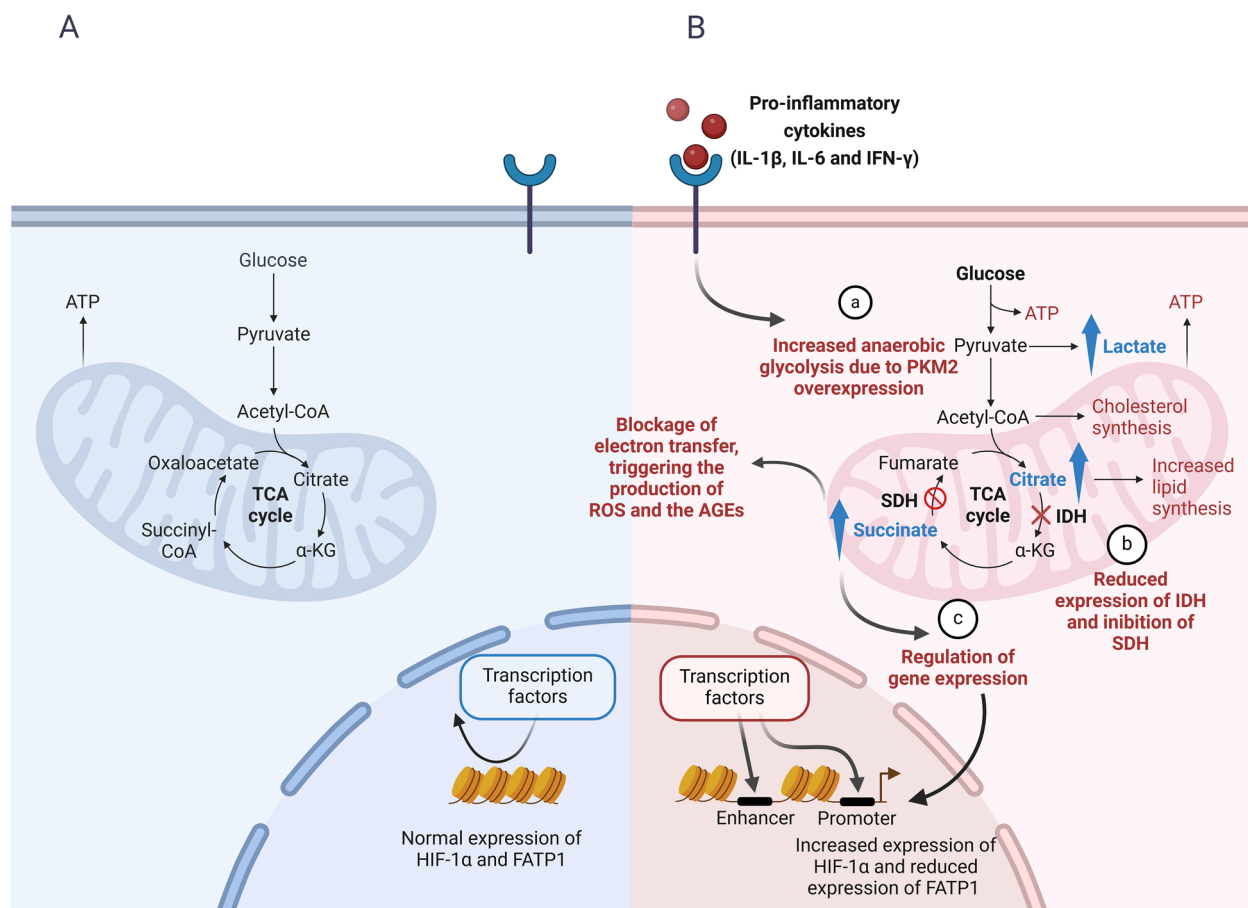 A
B
Pro-inflammatory
cytokines
(IL-1β, IL-6 and IFN-γ)
Glucose
ATP
Pyruvate
Acetyl-CoA
Oxaloacetate
Citrate
TCA
cycle
Succinyl-
CoA
α-KG
Transcription
factors
Normal expression of
HIF-1α and FATP1
a
Increased anaerobic
glycolysis due to PKM2
overexpression
Glucose
ATP
ATP
Pyruvate
Lactate
Acetyl-CoA
Cholesterol
synthesis
Blockage of
electron transfer,
triggering the
production of
ROS and the AGEs
Fumarate
Citrate
Increased
lipid
synthesis
SDH
TCA
cycle
IDH
Succinate
α-KG
b
Reduced
expression of IDH
and inibition of
SDH
c
Regulation of
gene expression
Transcription
factors
Enhancer
Promoter
Increased expression of
HIF-1α and reduced
expression of FATP1